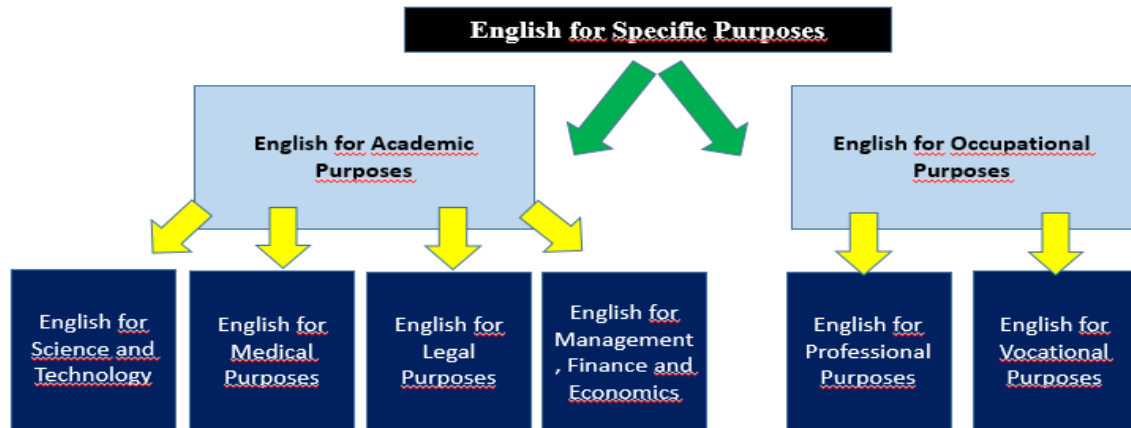 English for Specific Purposes
English for Academic
Purposes
English for Occupational
Purposes
English for
Science and
Technology
English for
Medical
Purposes
English for
Legal
Purposes
English for
Management
, Finance and
Economics
English for
Professional
Purposes
English for
Vocational
Purposes